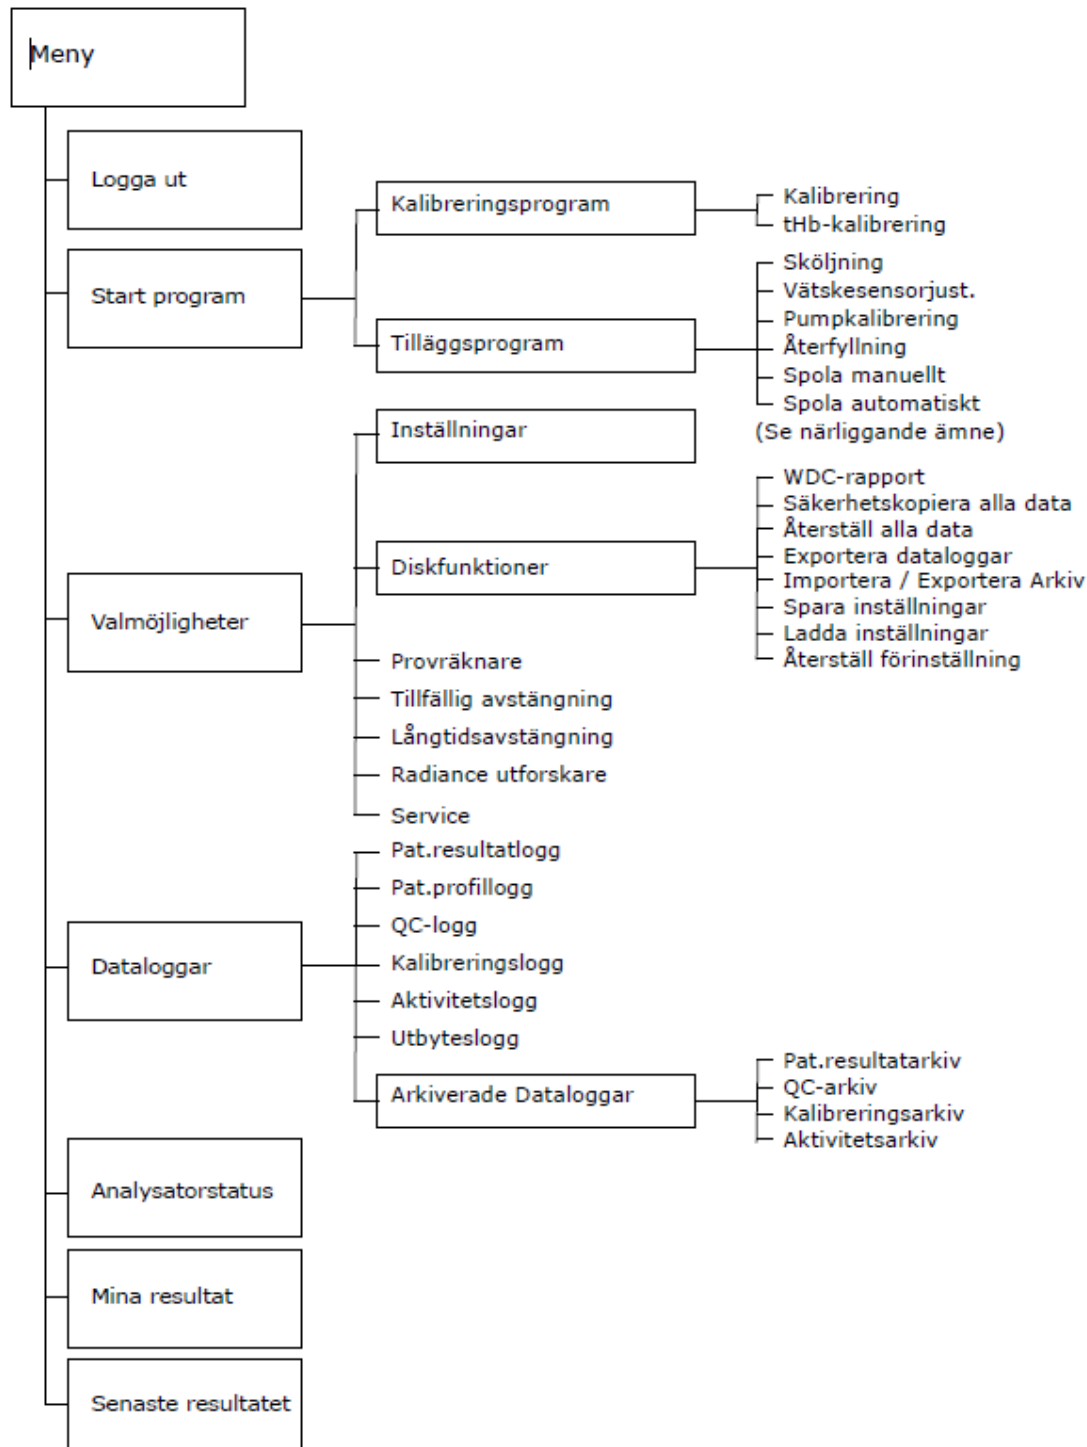 Meny
Logga ut
Start program
Kalibreringsprogram
Kalibrering
tHb-kalibrering
Tilläggsprogram
Sköljning
Vätskesensorjust.
Pumpkalibrering
Återfyllning
Spola manuellt
Spola automatiskt
(Se närliggande ämne)
Valmöjligheter
Inställningar
Diskfunktioner
WDC-rapport
Säkerhetskopiera alla data
Återställ alla data
Exportera dataloggar
Importera / Exportera Arkiv
Spara inställningar
Ladda inställningar
Återställ förinställning
Provräknare
Tillfällig avstängning
Långtidsavstängning
Radiance utforskare
Service
Dataloggar
Pat.resultatlogg
Pat.profillogg
QC-logg
Kalibreringslogg
Aktivitetslogg
Utbyteslogg
Arkiverade Dataloggar
Pat.resultatarkiv
QC-arkiv
Kalibreringsarkiv
Aktivitetsarkiv
Analysatorstatus
Mina resultat
Senaste resultatet